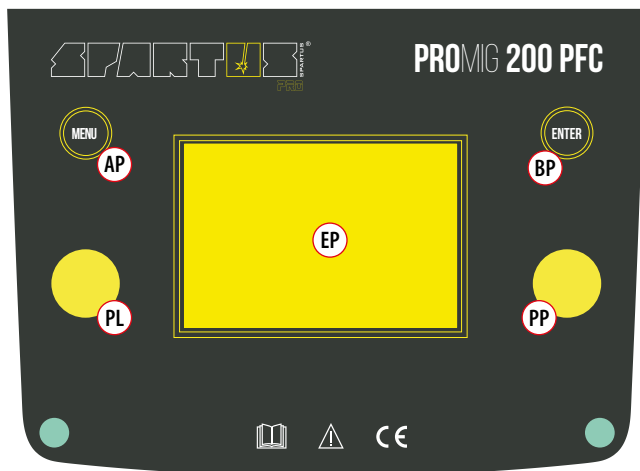 SPARTUS®
SPARTUS
PRO
PROMIG 200 PFC
MENU
ENTER
AP
BP
EP
PL
PP
CE